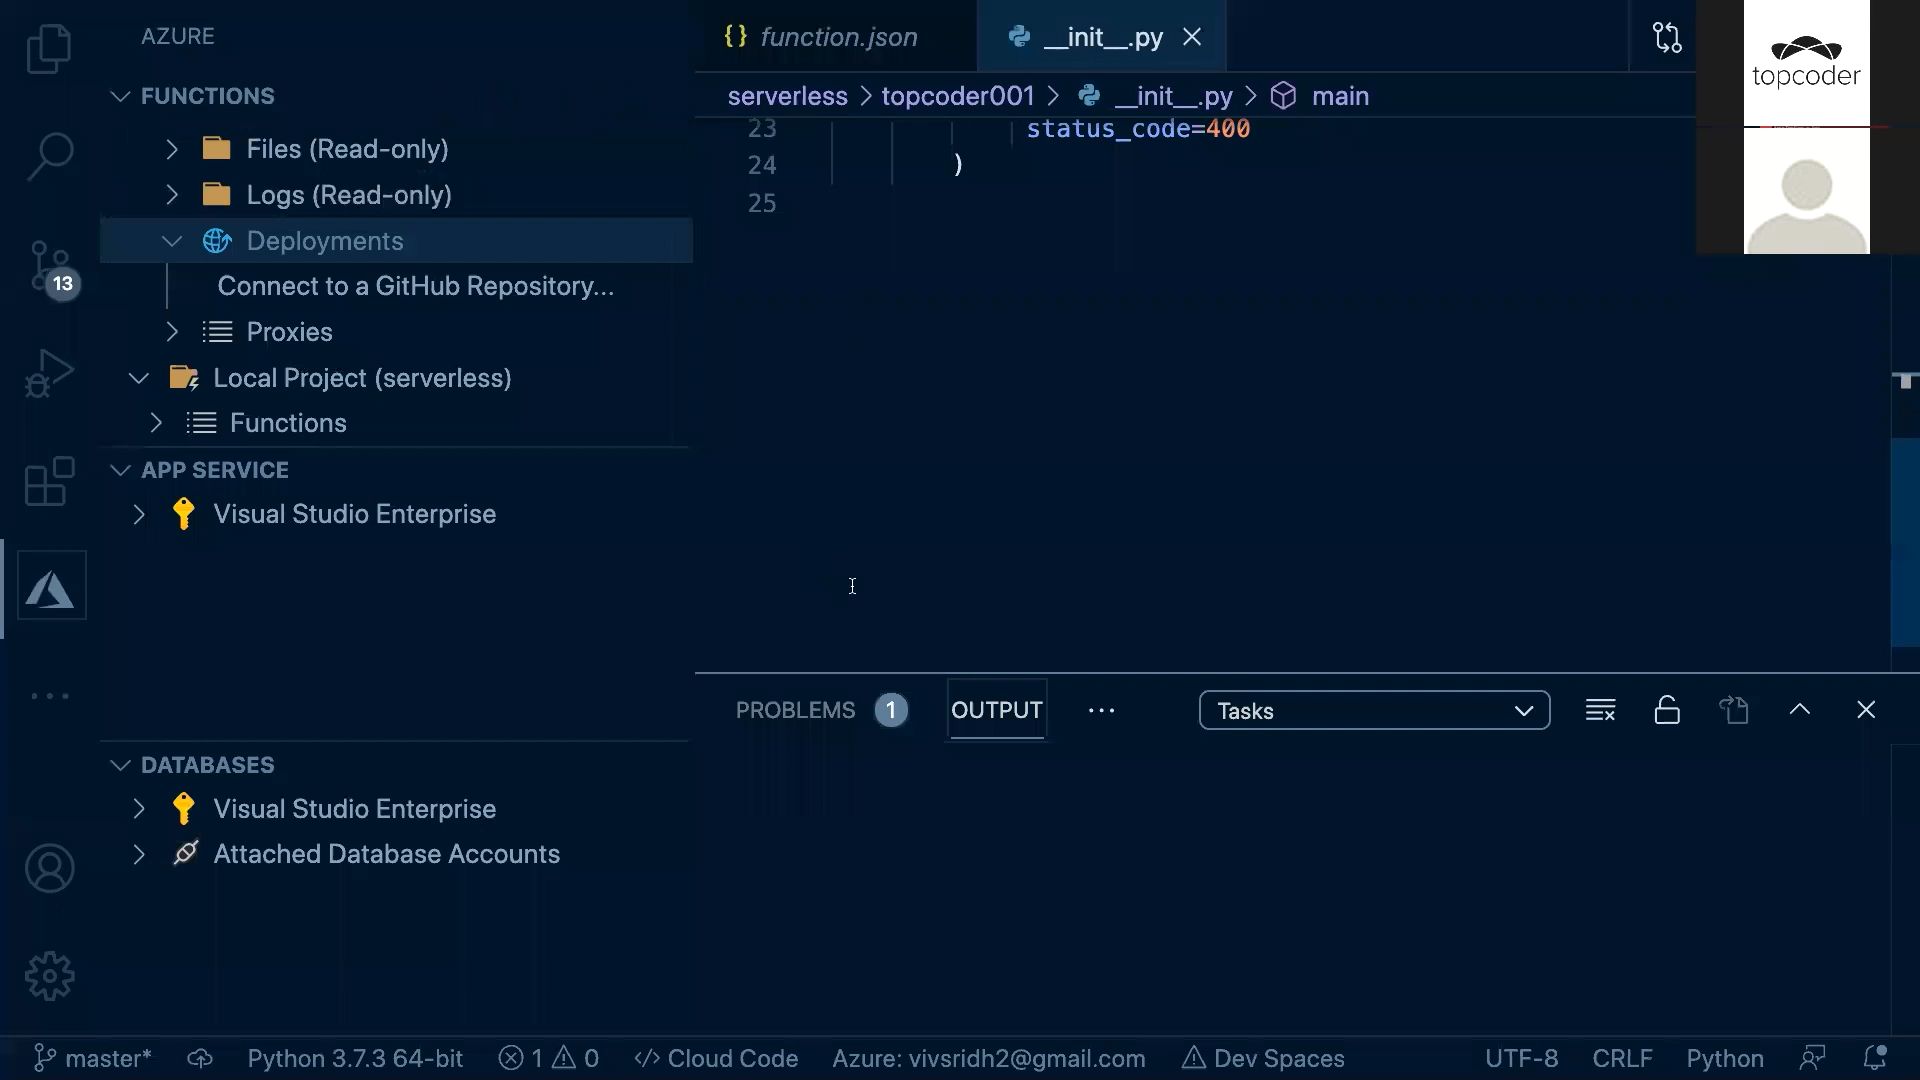 AZURE
FUNCTIONS
Files (Read-only)
Logs (Read-only)
Deployments
Connect to a GitHub Repository...
Proxies
Local Project (serverless)
Functions
APP SERVICE
Visual Studio Enterprise
DATABASES
Visual Studio Enterprise
Attached Database Accounts
13
{} function.json
__init__.py
serverless > topcoder001 > __init__.py > main
23 status_code=400
24 )
25
topcoder
PROBLEMS 1 OUTPUT ... Tasks
master* Python 3.7.3 64-bit 1 0 </> Cloud Code Azure: vivsridh2@gmail.com Dev Spaces UTF-8 CRLF Python